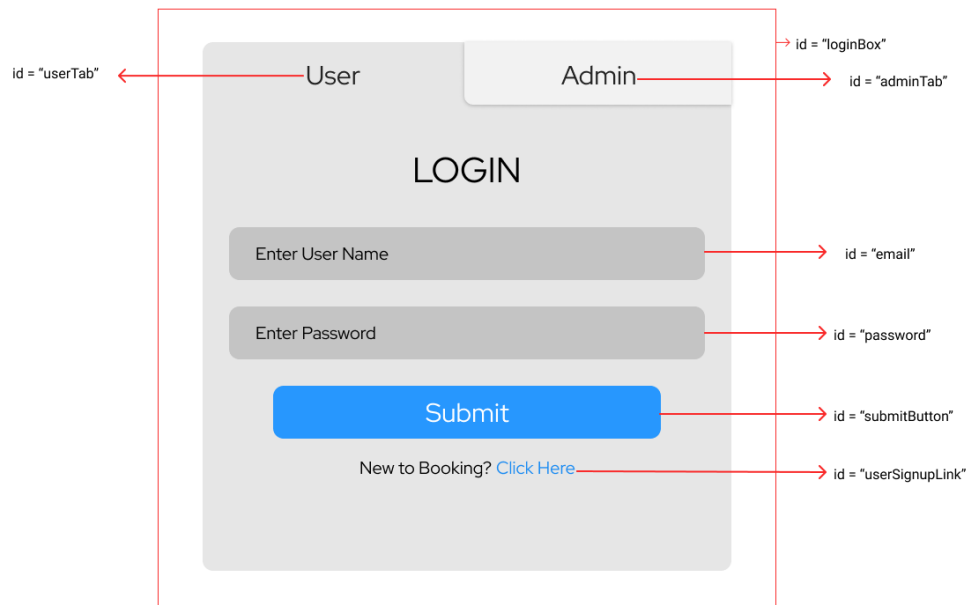 id = “loginBox”
id = “userTab”
User
Admin
id = “adminTab”
LOGIN
Enter User Name
id = “email”
Enter Password
id = “password”
Submit
id = “submitButton”
New to Booking? Click Here
id = “userSignupLink”